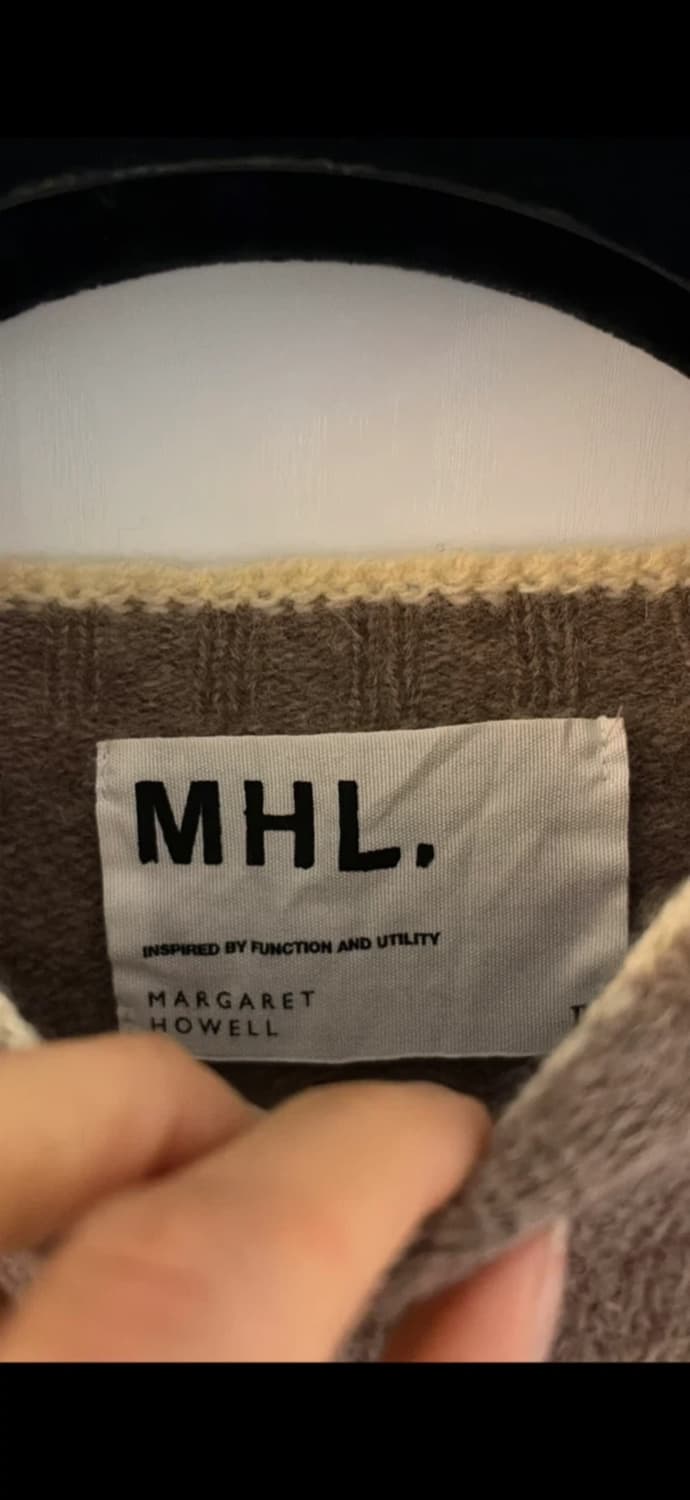 MHL.
INSPIRED BY FUNCTION AND UTILITY
MARGARET
HOWELL